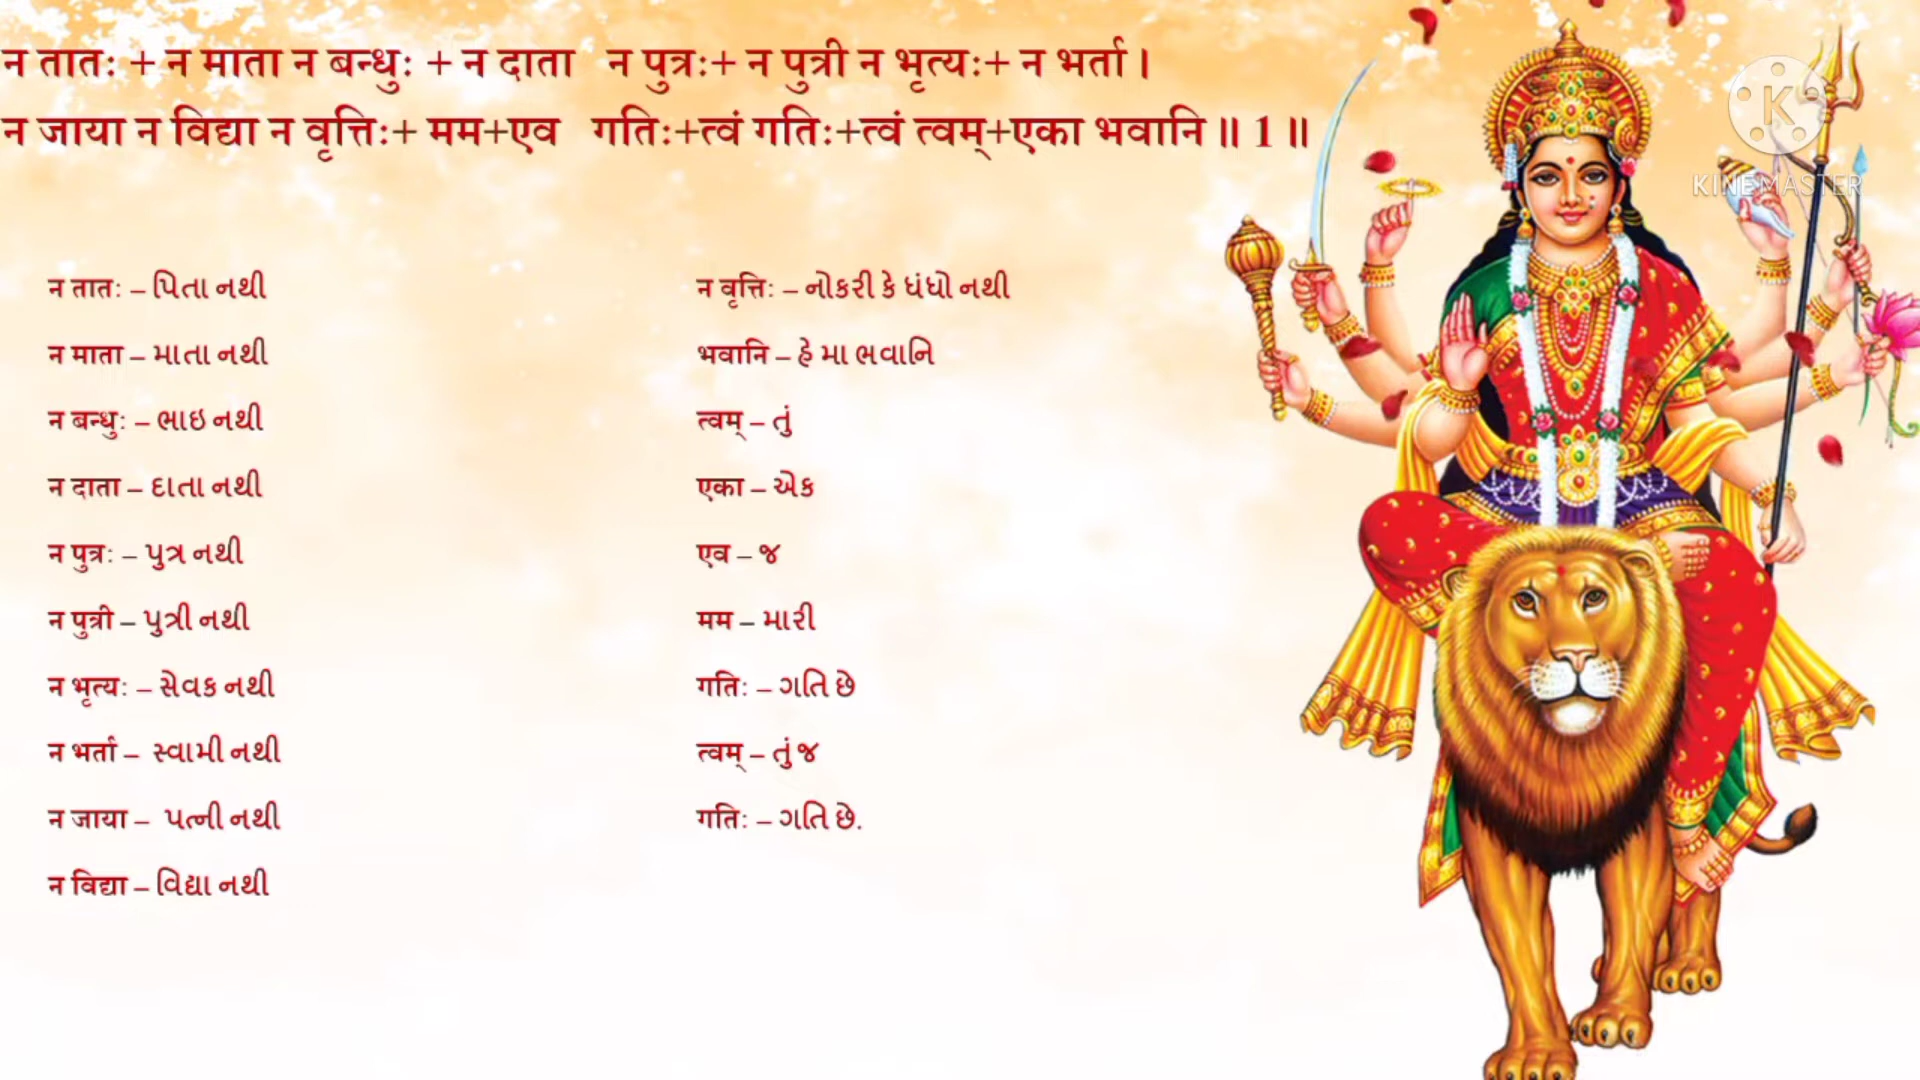 न तातः + न माता न बन्धुः + न दाता न पुत्रः+ न पुत्री न भृत्यः+ न भर्ता ।
न जाया न विद्या न वृत्तिः+ मम+एव गतिः+त्वं गतिः+त्वं त्वम्+एका भवानि ॥ 1 ॥
K
KINEMASTER
न तातः – પિતા નથી
न माता – માતા નથી
न बन्धुः – ભાઇ નથી
न दाता – દાતા નથી
न पुत्रः – પુત્ર નથી
न पुत्री – પુત્રી નથી
न भृत्यः – સેવક નથી
न भर्ता – સ્વામી નથી
न जाया – પત્ની નથી
न विद्या – વિદ્યા નથી
न वृत्तिः – નોકરી કે ધંધો નથી
भवानि – હે મા ભવાનિ
त्वम् – તું
एका – એક
एव – જ
मम – મારી
गतिः – ગતિ છે
त्वम् – તું જ
गतिः – ગતિ છે.